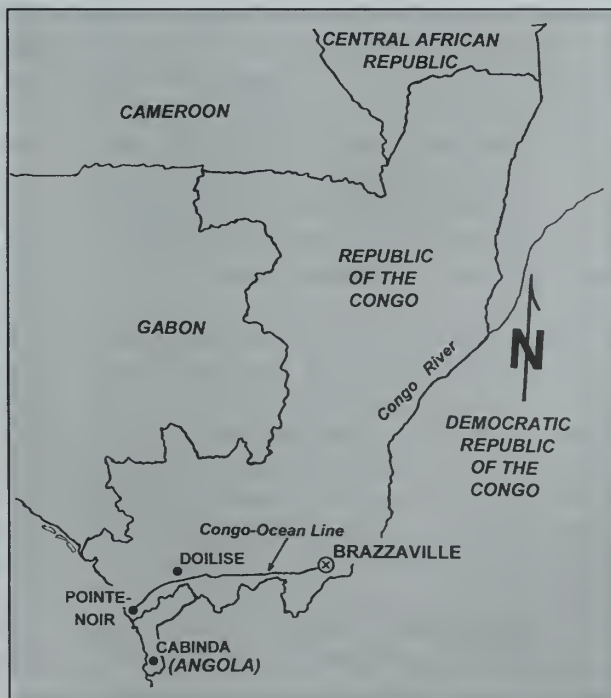 CENTRAL AFRICAN
REPUBLIC
CAMEROON
REPUBLIC
OF THE
CONGO
GABON
Congo River
N
DEMOCRATIC
REPUBLIC
OF THE
CONGO
Congo-Ocean Line
DOILISE
BRAZZAVILLE
POINTE-
NOIR
CABINDA
(ANGOLA)